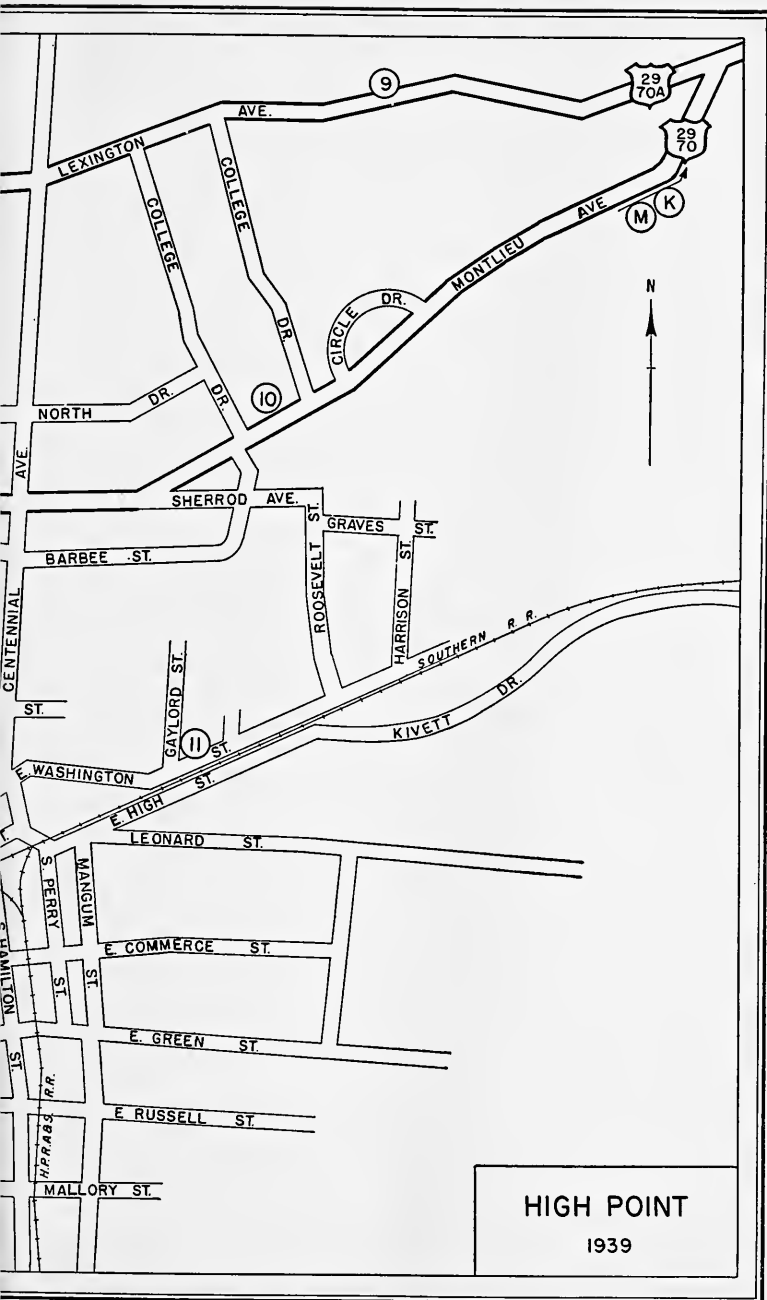 29
70A
9
AVE.
LEXINGTON
29
70
COLLEGE
COLLEGE
AVE
M
K
MONTLIEU
N
CIRCLE DR.
DR.
DR.
DR.
10
NORTH
AVE.
SHERROD AVE.
ST.
GRAVES ST.
BARBEE ST.
ROOSEVELT
HARRISON ST.
CENTENNIAL
SOUTHERN R. R.
ST.
GAYLORD ST.
DR.
KIVETT
11
ST.
E. WASHINGTON
E. HIGH ST.
LEONARD ST.
S. PERRY
MANGUM
S. HAMILTON
E. COMMERCE ST.
ST.
ST.
E. GREEN ST.
ST.
H.P.R.A.&S. R.R.
E RUSSELL ST.
MALLORY ST.
HIGH POINT
1939